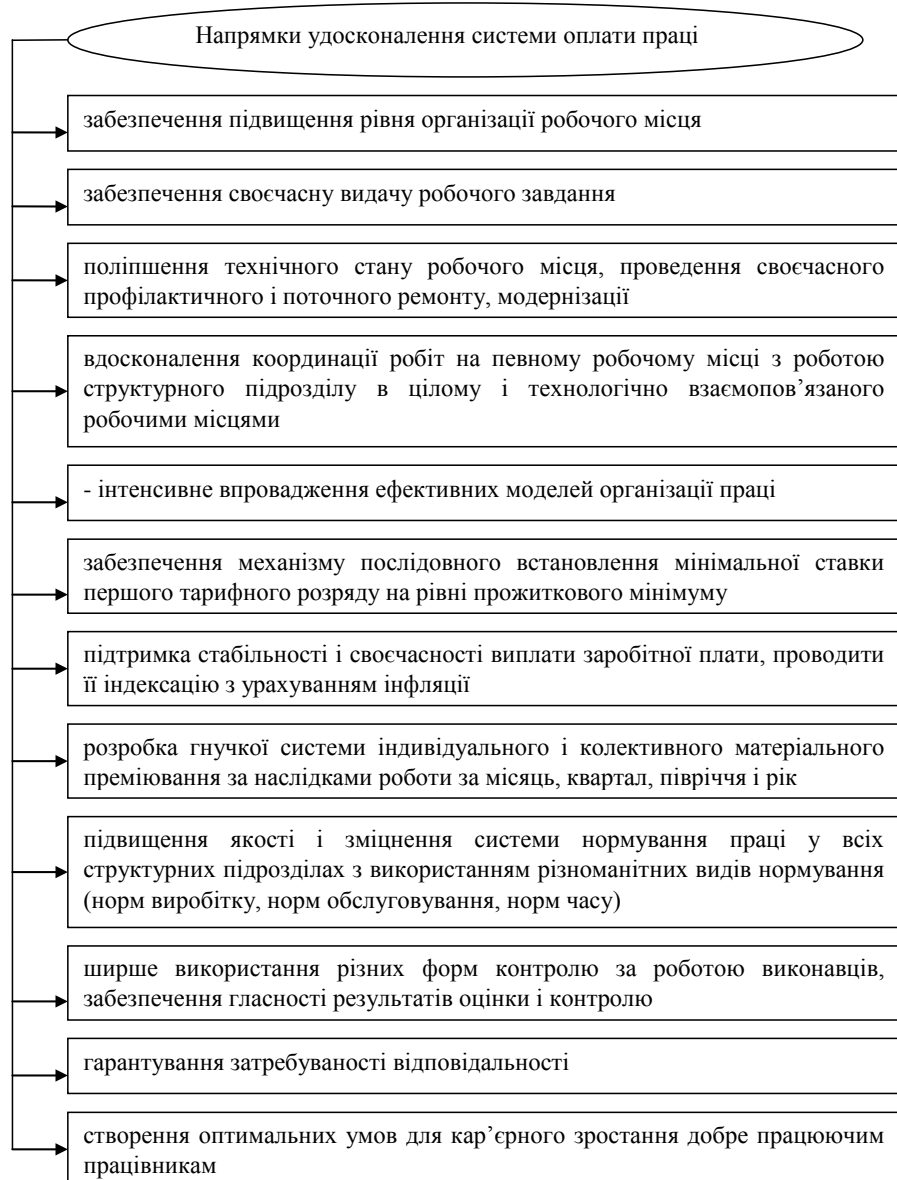 Напрямки удосконалення системи оплати праці
забезпечення підвищення рівня організації робочого місця
забезпечення своєчасну видачу робочого завдання
поліпшення технічного стану робочого місця, проведення своєчасного
профілактичного і поточного ремонту, модернізації
вдосконалення координації робіт на певному робочому місці з роботою
структурного підрозділу в цілому і технологічно взаємопов’язаного
робочими місцями
- інтенсивне впровадження ефективних моделей організації праці
забезпечення механізму послідовного встановлення мінімальної ставки
першого тарифного розряду на рівні прожиткового мінімуму
підтримка стабільності і своєчасності виплати заробітної плати, проводити
її індексацію з урахуванням інфляції
розробка гнучкої системи індивідуального і колективного матеріального
преміювання за наслідками роботи за місяць, квартал, півріччя і рік
підвищення якості і зміцнення системи нормування праці у всіх
структурних підрозділах з використанням різноманітних видів нормування
(норм виробітку, норм обслуговування, норм часу)
ширше використання різних форм контролю за роботою виконавців,
забезпечення гласності результатів оцінки і контролю
гарантування затребуваності відповідальності
створення оптимальних умов для кар’єрного зростання добре працюючим
працівникам